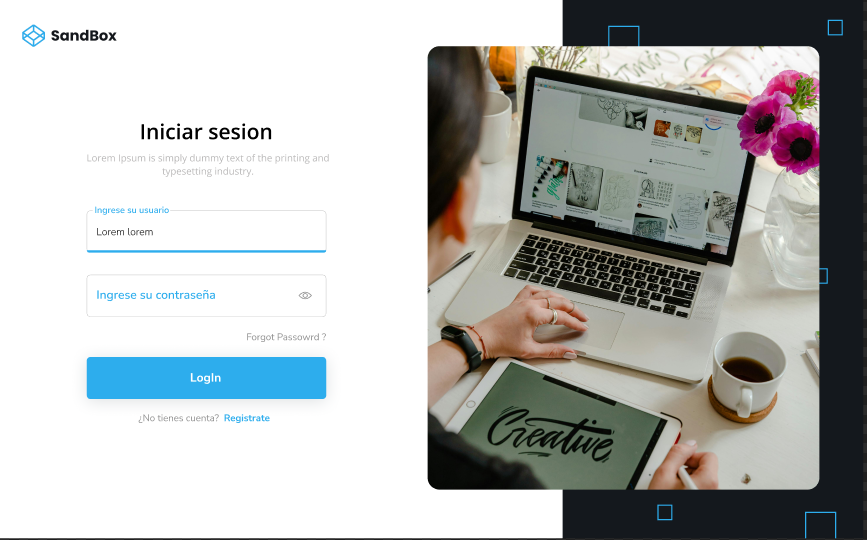 SandBox
Iniciar sesion
Lorem Ipsum is simply dummy text of the printing and
typesetting industry.
Ingrese su usuario
Lorem lorem
Ingrese su contraseña
Forgot Passowrd ?
LogIn
¿No tienes cuenta? Registrate
Creative